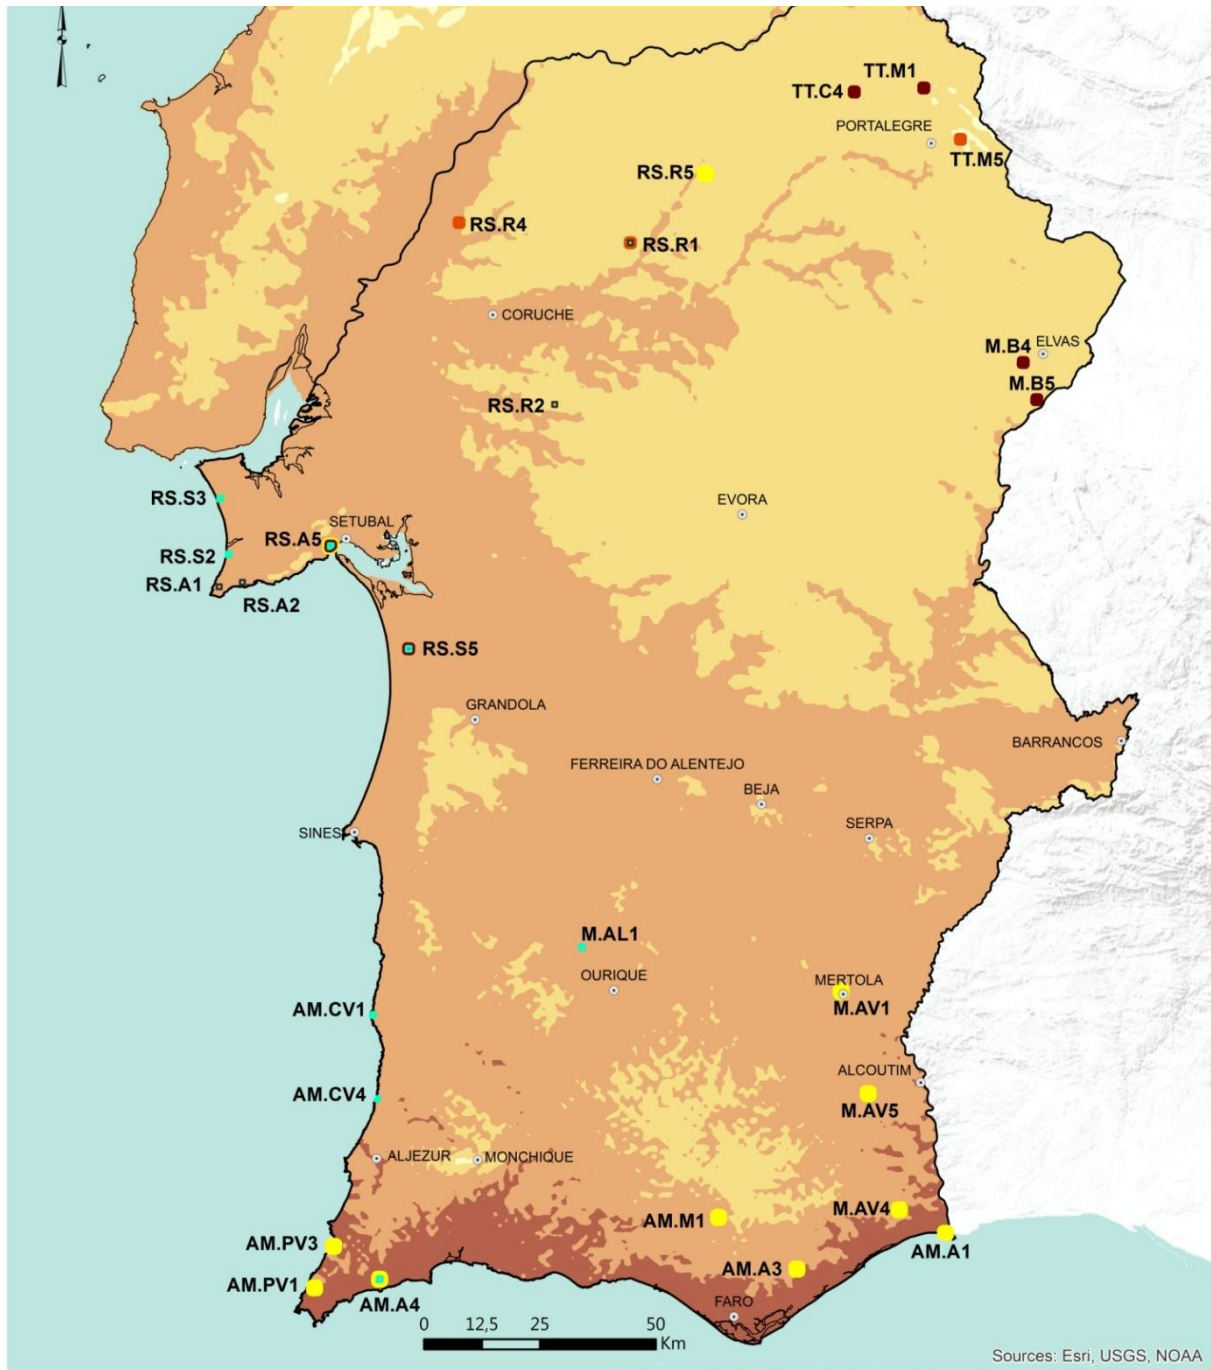 TT.M1
TT.C4
PORTALEGRE
TT.M5
RS.R5
RS.R4
RS.R1
CORUCHE
ELVAS
M.B4
M.B5
RS.R2
RS.S3
EVORA
SETUBAL
RS.A5
RS.S2
RS.A1
RS.A2
RS.S5
GRANDOLA
BARRANCOS
FERREIRA DO ALENTEJO
BEJA
SERPA
SINES
M.AL1
OURIQUE
MERTOLA
M.AV1
AM.CV1
ALCOUTIM
AM.CV4
M.AV5
ALJEZUR
MONCHIQUE
M.AV4
AM.M1
AM.A1
AM.PV3
AM.A3
AM.PV1
AM.A4
FARO
0 12,5 25 50
Km
Sources: Esri, USGS, NOAA